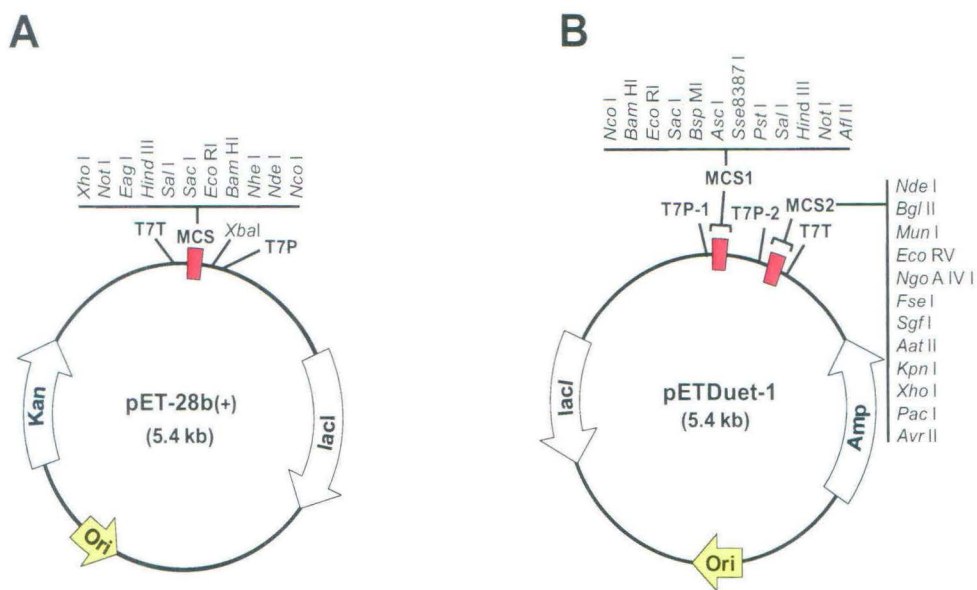 A
Xho I
Not I
Eag I
Hind III
Sal I
Sac I
Eco RI
Bam HI
Nhe I
Nde I
Nco I
T7T
MCS
XbaI
T7P
Kan
pET-28b(+)
(5.4 kb)
lacI
Ori
B
Nco I
Bam HI
Eco RI
Sac I
Bsp MI
Asc I
Sse8387 I
Pst I
Sal I
Hind III
Not I
Afl II
MCS1
T7P-1
T7P-2
MCS2
T7T
Nde I
Bgl II
Mun I
Eco RV
Ngo A IV I
Fse I
Sgf I
Aat II
Kpn I
Xho I
Pac I
Avr II
lacI
pETDuet-1
(5.4 kb)
Amp
Ori